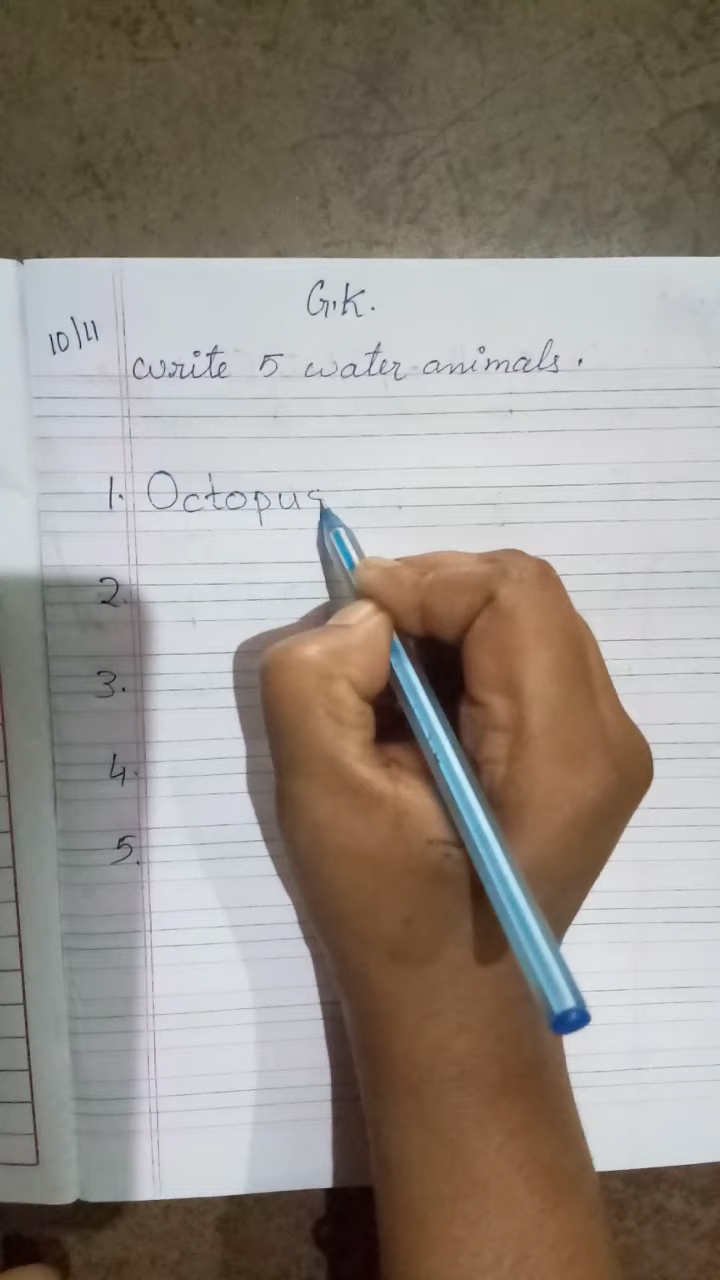 G.K.
10/11
write 5 water animals.
1. Octopus
2.
3.
4.
5.